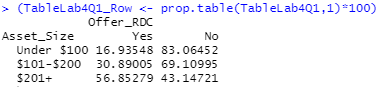 > (TableLab4Q1_Row <- prop.table(TableLab4Q1,1)*100)
Offer_RDC
Asset_Size Yes No
Under $100 16.93548 83.06452
$101-$200 30.89005 69.10995
$201+ 56.85279 43.14721